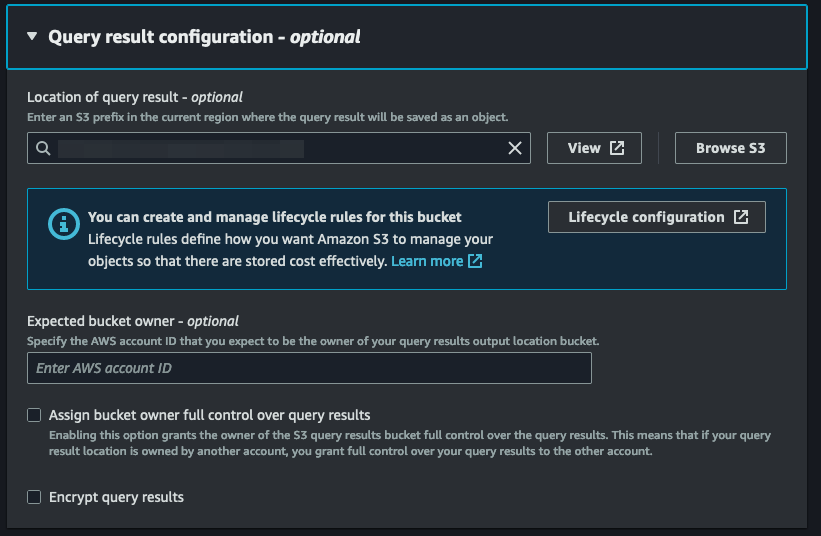 Query result configuration - optional
Location of query result - optional
Enter an S3 prefix in the current region where the query result will be saved as an object.
View
Browse S3
You can create and manage lifecycle rules for this bucket
Lifecycle configuration
Lifecycle rules define how you want Amazon S3 to manage your
objects so that there are stored cost effectively. Learn more
Expected bucket owner - optional
Specify the AWS account ID that you expect to be the owner of your query results output location bucket.
Enter AWS account ID
Assign bucket owner full control over query results
Enabling this option grants the owner of the S3 query results bucket full control over the query results. This means that if your query
result location is owned by another account, you grant full control over your query results to the other account.
Encrypt query results